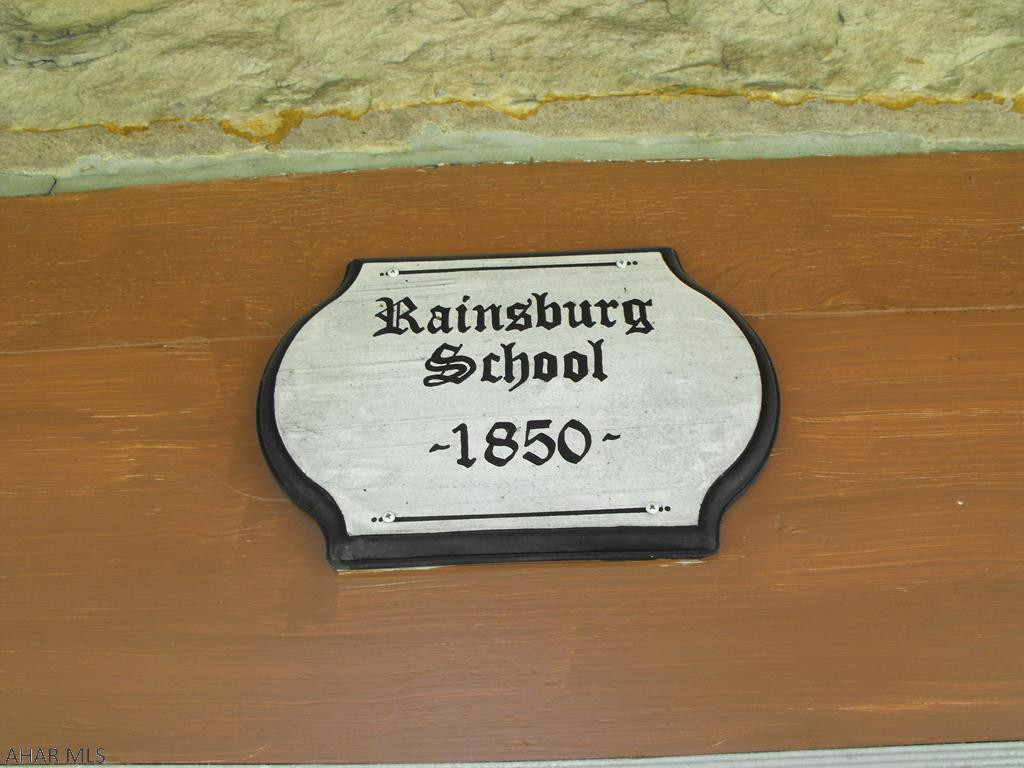 Rainsburg
School
~1850~
AHAR MLS